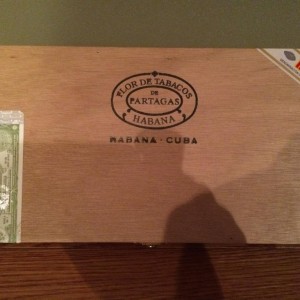 FLOR DE TABACOS
DE
PARTAGAS
HABANA
HABANA - CUBA